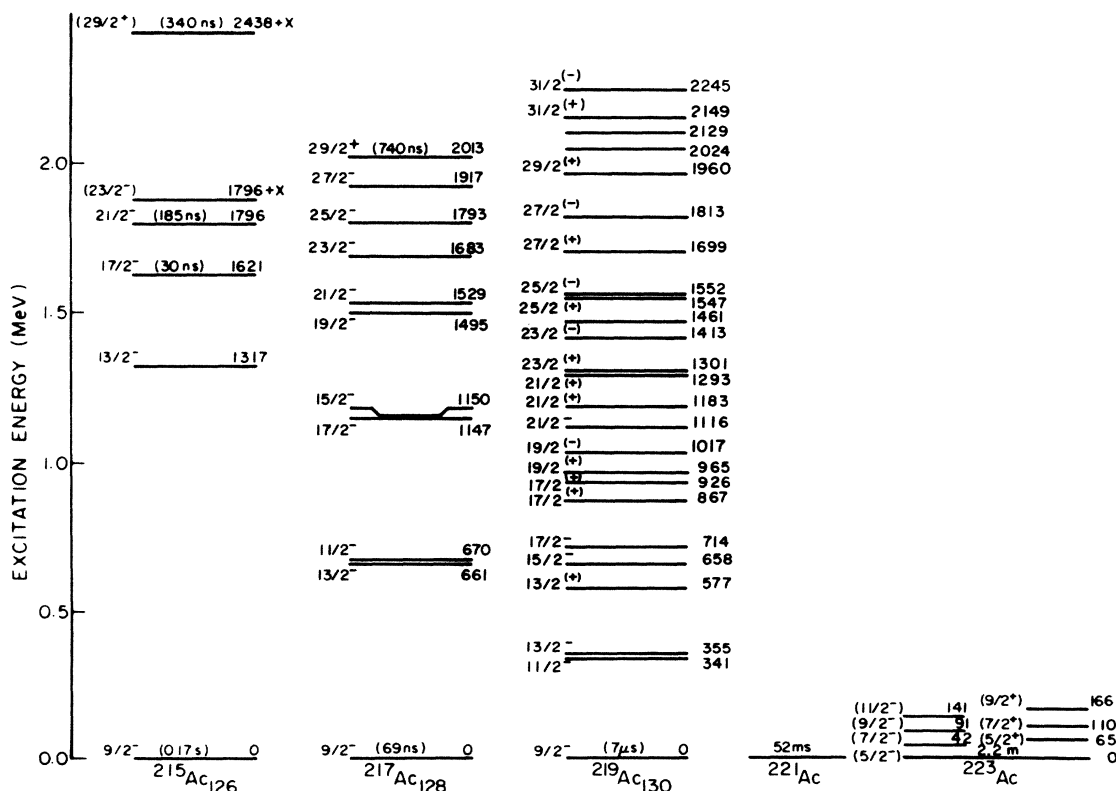 EXCITATION ENERGY (MeV)
2.0
1.5
1.0
0.5
0.0
(29/2+) (340 ns) 2438+X
(23/2-) 1796+X
21/2- (185ns) 1796
17/2- (30 ns) 1621
13/2- 1317
9/2- (0.17s) 0
215Ac126
29/2+ (740ns) 2013
27/2- 1917
25/2- 1793
23/2- 1683
21/2- 1529
19/2- 1495
15/2- 1150
17/2- 1147
11/2- 670
13/2- 661
9/2- (69ns) 0
217Ac128
31/2(-) 2245
31/2(+) 2149
2129
2024
29/2(+) 1960
27/2(-) 1813
27/2(+) 1699
25/2(-) 1552
25/2(+) 1547
1461
23/2(-) 1413
23/2(+) 1301
21/2(+) 1293
21/2(+) 1183
21/2- 1116
19/2(-) 1017
19/2(+) 965
17/2(+) 926
17/2(+) 867
17/2- 714
15/2- 658
13/2(+) 577
13/2- 355
11/2- 341
9/2- (7μs) 0
219Ac130
52ms
221Ac
(11/2-) 141 (9/2+) 166
(9/2-) 91 (7/2+) 110
(7/2-) 42 (5/2+) 65
(5/2-) 2.2 m 0
223Ac